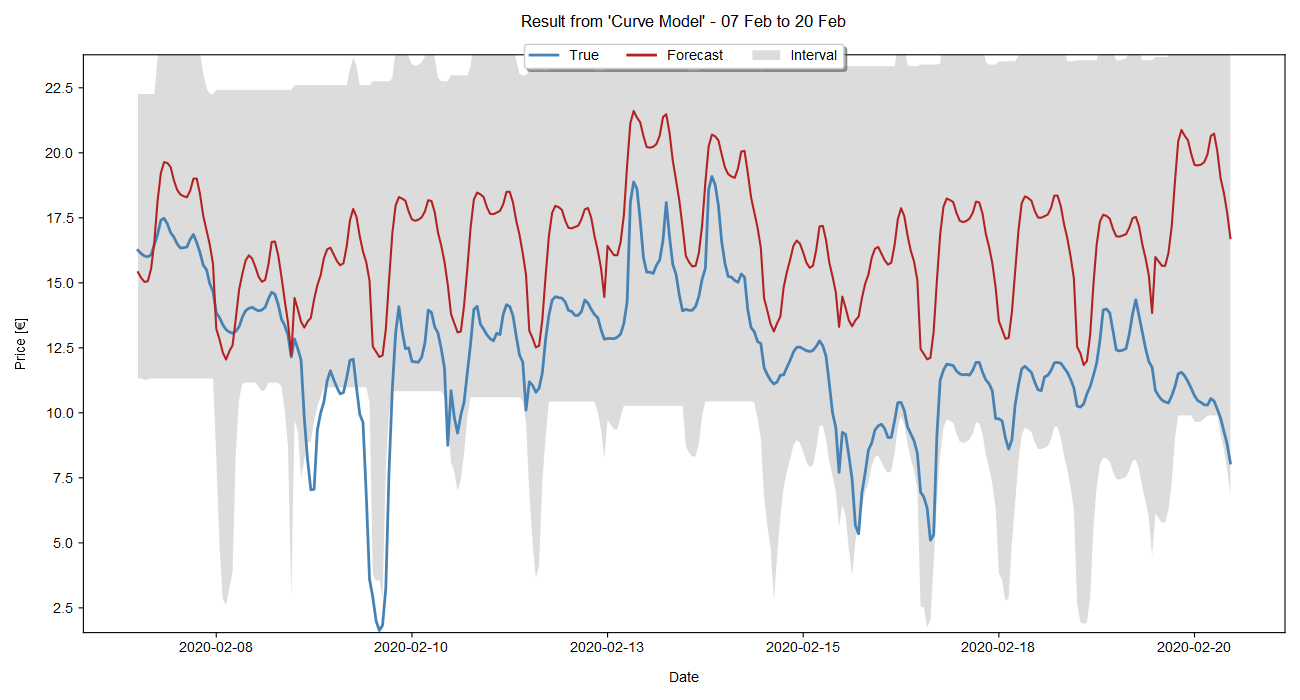 Result from 'Curve Model' - 07 Feb to 20 Feb
True Forecast Interval
22.5
20.0
17.5
15.0
12.5
10.0
7.5
5.0
2.5
Price [€]
2020-02-08 2020-02-10 2020-02-13 2020-02-15 2020-02-18 2020-02-20
Date